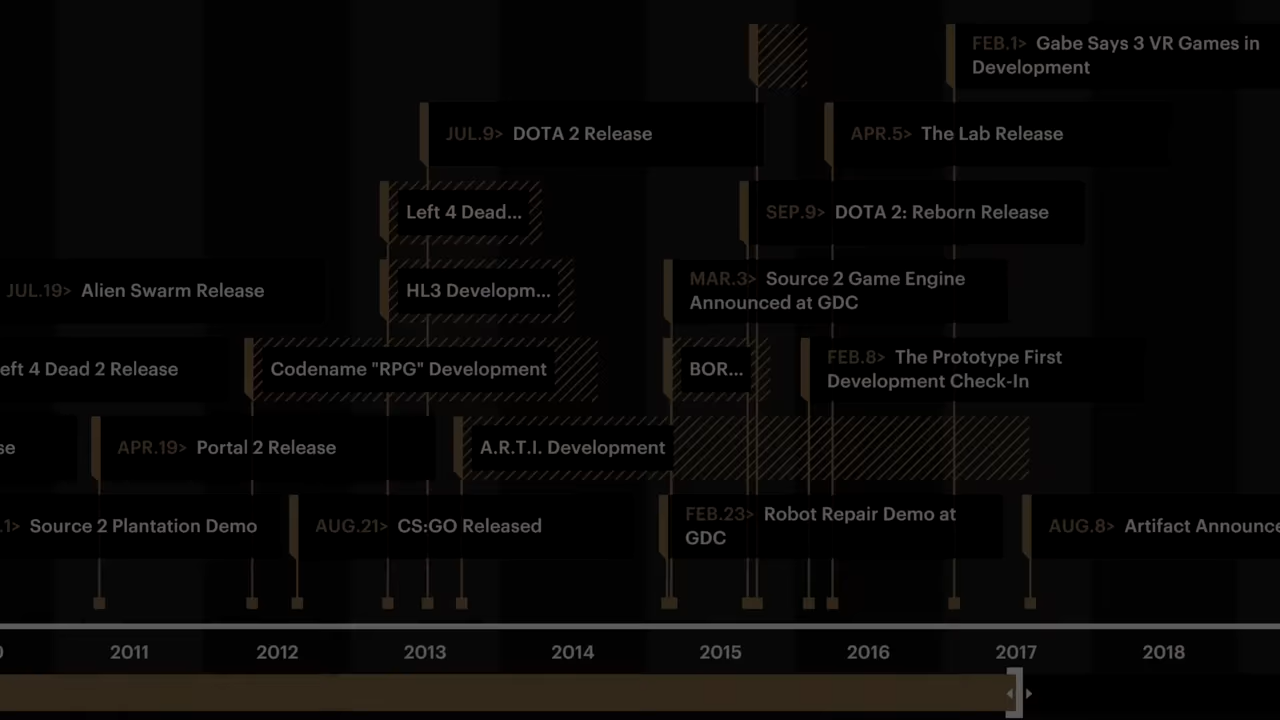 FEB.1> Gabe Says 3 VR Games in
Development
JUL.9> DOTA 2 Release
APR.5> The Lab Release
Left 4 Dead...
SEP.9> DOTA 2: Reborn Release
JUL.19> Alien Swarm Release
HL3 Developm...
MAR.3> Source 2 Game Engine
Announced at GDC
eft 4 Dead 2 Release
Codename "RPG" Development
BOR...
FEB.8> The Prototype First
Development Check-In
se
APR.19> Portal 2 Release
A.R.T.I. Development
.1> Source 2 Plantation Demo
AUG.21> CS:GO Released
FEB.23> Robot Repair Demo at
GDC
AUG.8> Artifact Announce
0 2011 2012 2013 2014 2015 2016 2017 2018